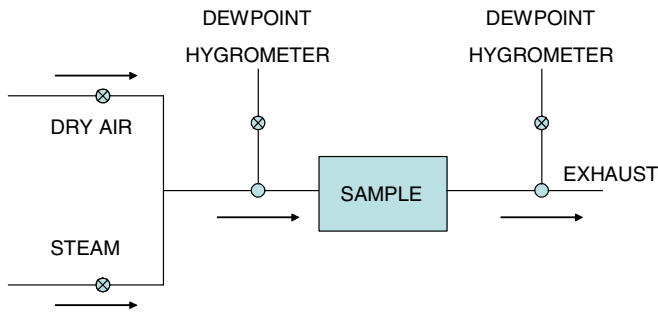 DEWPOINT
HYGROMETER
DEWPOINT
HYGROMETER
DRY AIR
EXHAUST
SAMPLE
STEAM